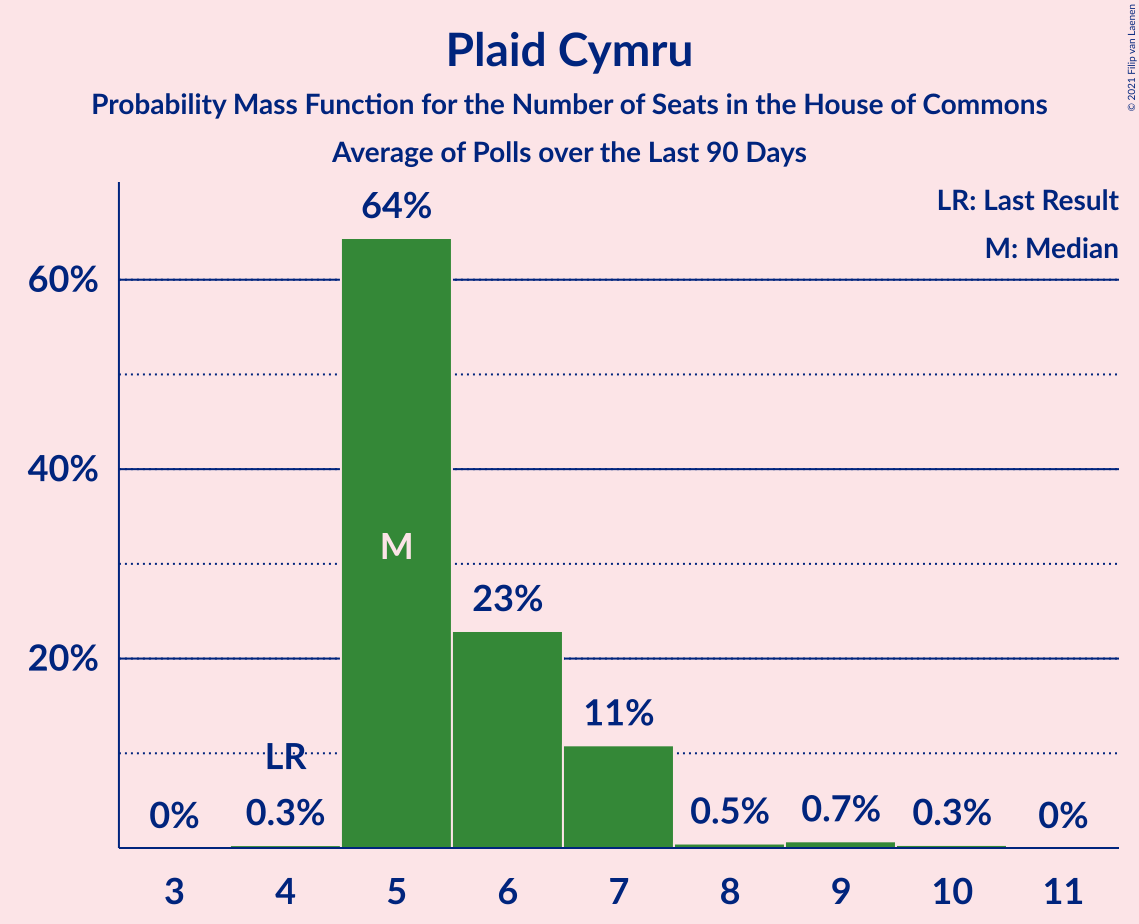 Plaid Cymru
Probability Mass Function for the Number of Seats in the House of Commons
Average of Polls over the Last 90 Days
© 2021 Filip van Laenen
LR: Last Result
M: Median
60%
40%
20%
0%
LR
0.3%
64%
M
23%
11%
0.5%
0.7%
0.3%
0%
3 4 5 6 7 8 9 10 11